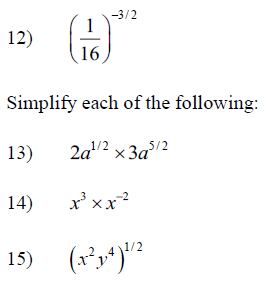 12) (1/16)^(-3/2)
Simplify each of the following:
13) 2a^(1/2) × 3a^(5/2)
14) x^3 × x^(-2)
15) (x^2 y^4)^(1/2)